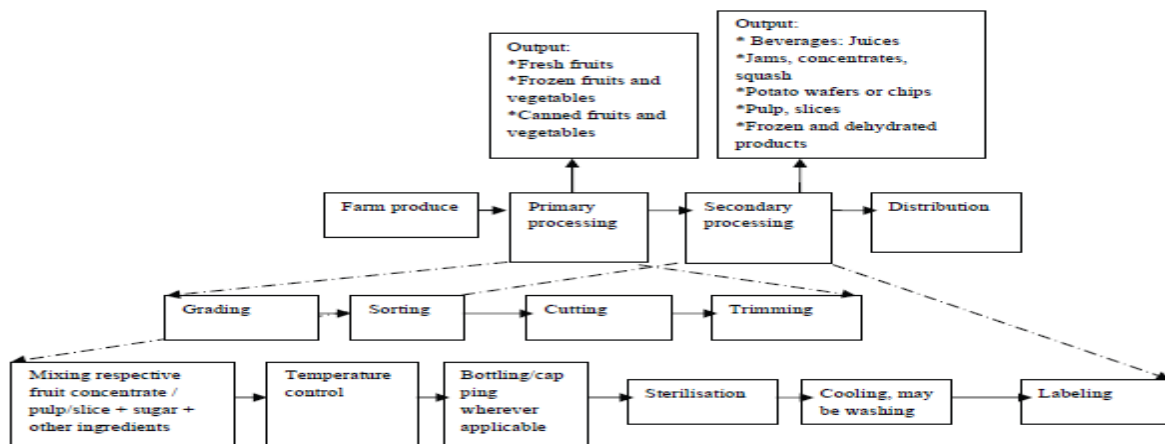 Output:
*Fresh fruits
*Frozen fruits and
vegetables
*Canned fruits and
vegetables
Output:
* Beverages: Juices
*Jams, concentrates,
squash
*Potato wafers or chips
*Pulp, slices
*Frozen and dehydrated
products
Farm produce
Primary
processing
Secondary
processing
Distribution
Grading
Sorting
Cutting
Trimming
Mixing respective
fruit concentrate /
pulp/slice + sugar +
other ingredients
Temperature
control
Bottling/cap
ping
wherever
applicable
Sterilisation
Cooling, may
be washing
Labeling